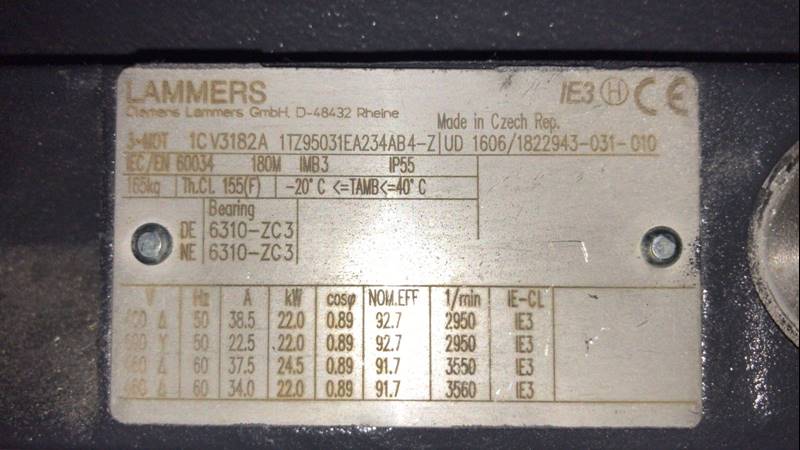 LAMMERS IE3 H CE
Clemens Lammers GmbH, D-48432 Rheine
Made in Czech Rep.
3~MOT 1CV3182A 1TZ95031EA234AB4-Z UD 1606/1822943-031-010
IEC/EN 60034 180M IMB3 IP55
165kg Th.Cl. 155(F) -20°C <=TAMB<=40°C
Bearing
DE 6310-ZC3
NE 6310-ZC3
V Hz A kW cosφ NOM.EFF 1/min IE-CL
400 Δ 50 38.5 22.0 0.89 92.7 2950 IE3
690 Y 50 22.5 22.0 0.89 92.7 2950 IE3
460 Δ 60 37.5 24.5 0.89 91.7 3550 IE3
460 Δ 60 34.0 22.0 0.89 91.7 3560 IE3